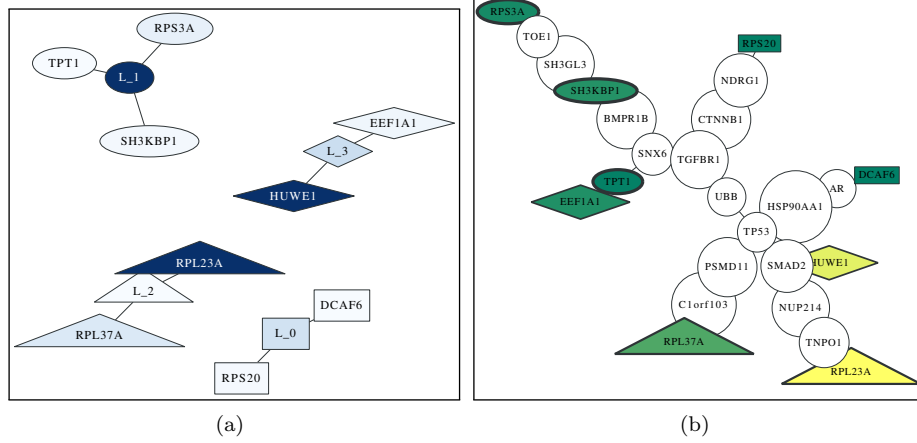 RPS3A
TPT1
L_1
SH3KBP1
EEF1A1
L_3
HUWE1
RPL23A
L_2
RPL37A
DCAF6
L_0
RPS20
(a)
RPS3A
TOE1
SH3GL3
SH3KBP1
BMPR1B
RPS20
NDRG1
CTNNB1
SNX6
TGFBR1
TPT1
EEF1A1
UBB
DCAF6
AR
HSP90AA1
TP53
PSMD11
SMAD2
HUWE1
C1orf103
NUP214
RPL37A
TNPO1
RPL23A
(b)